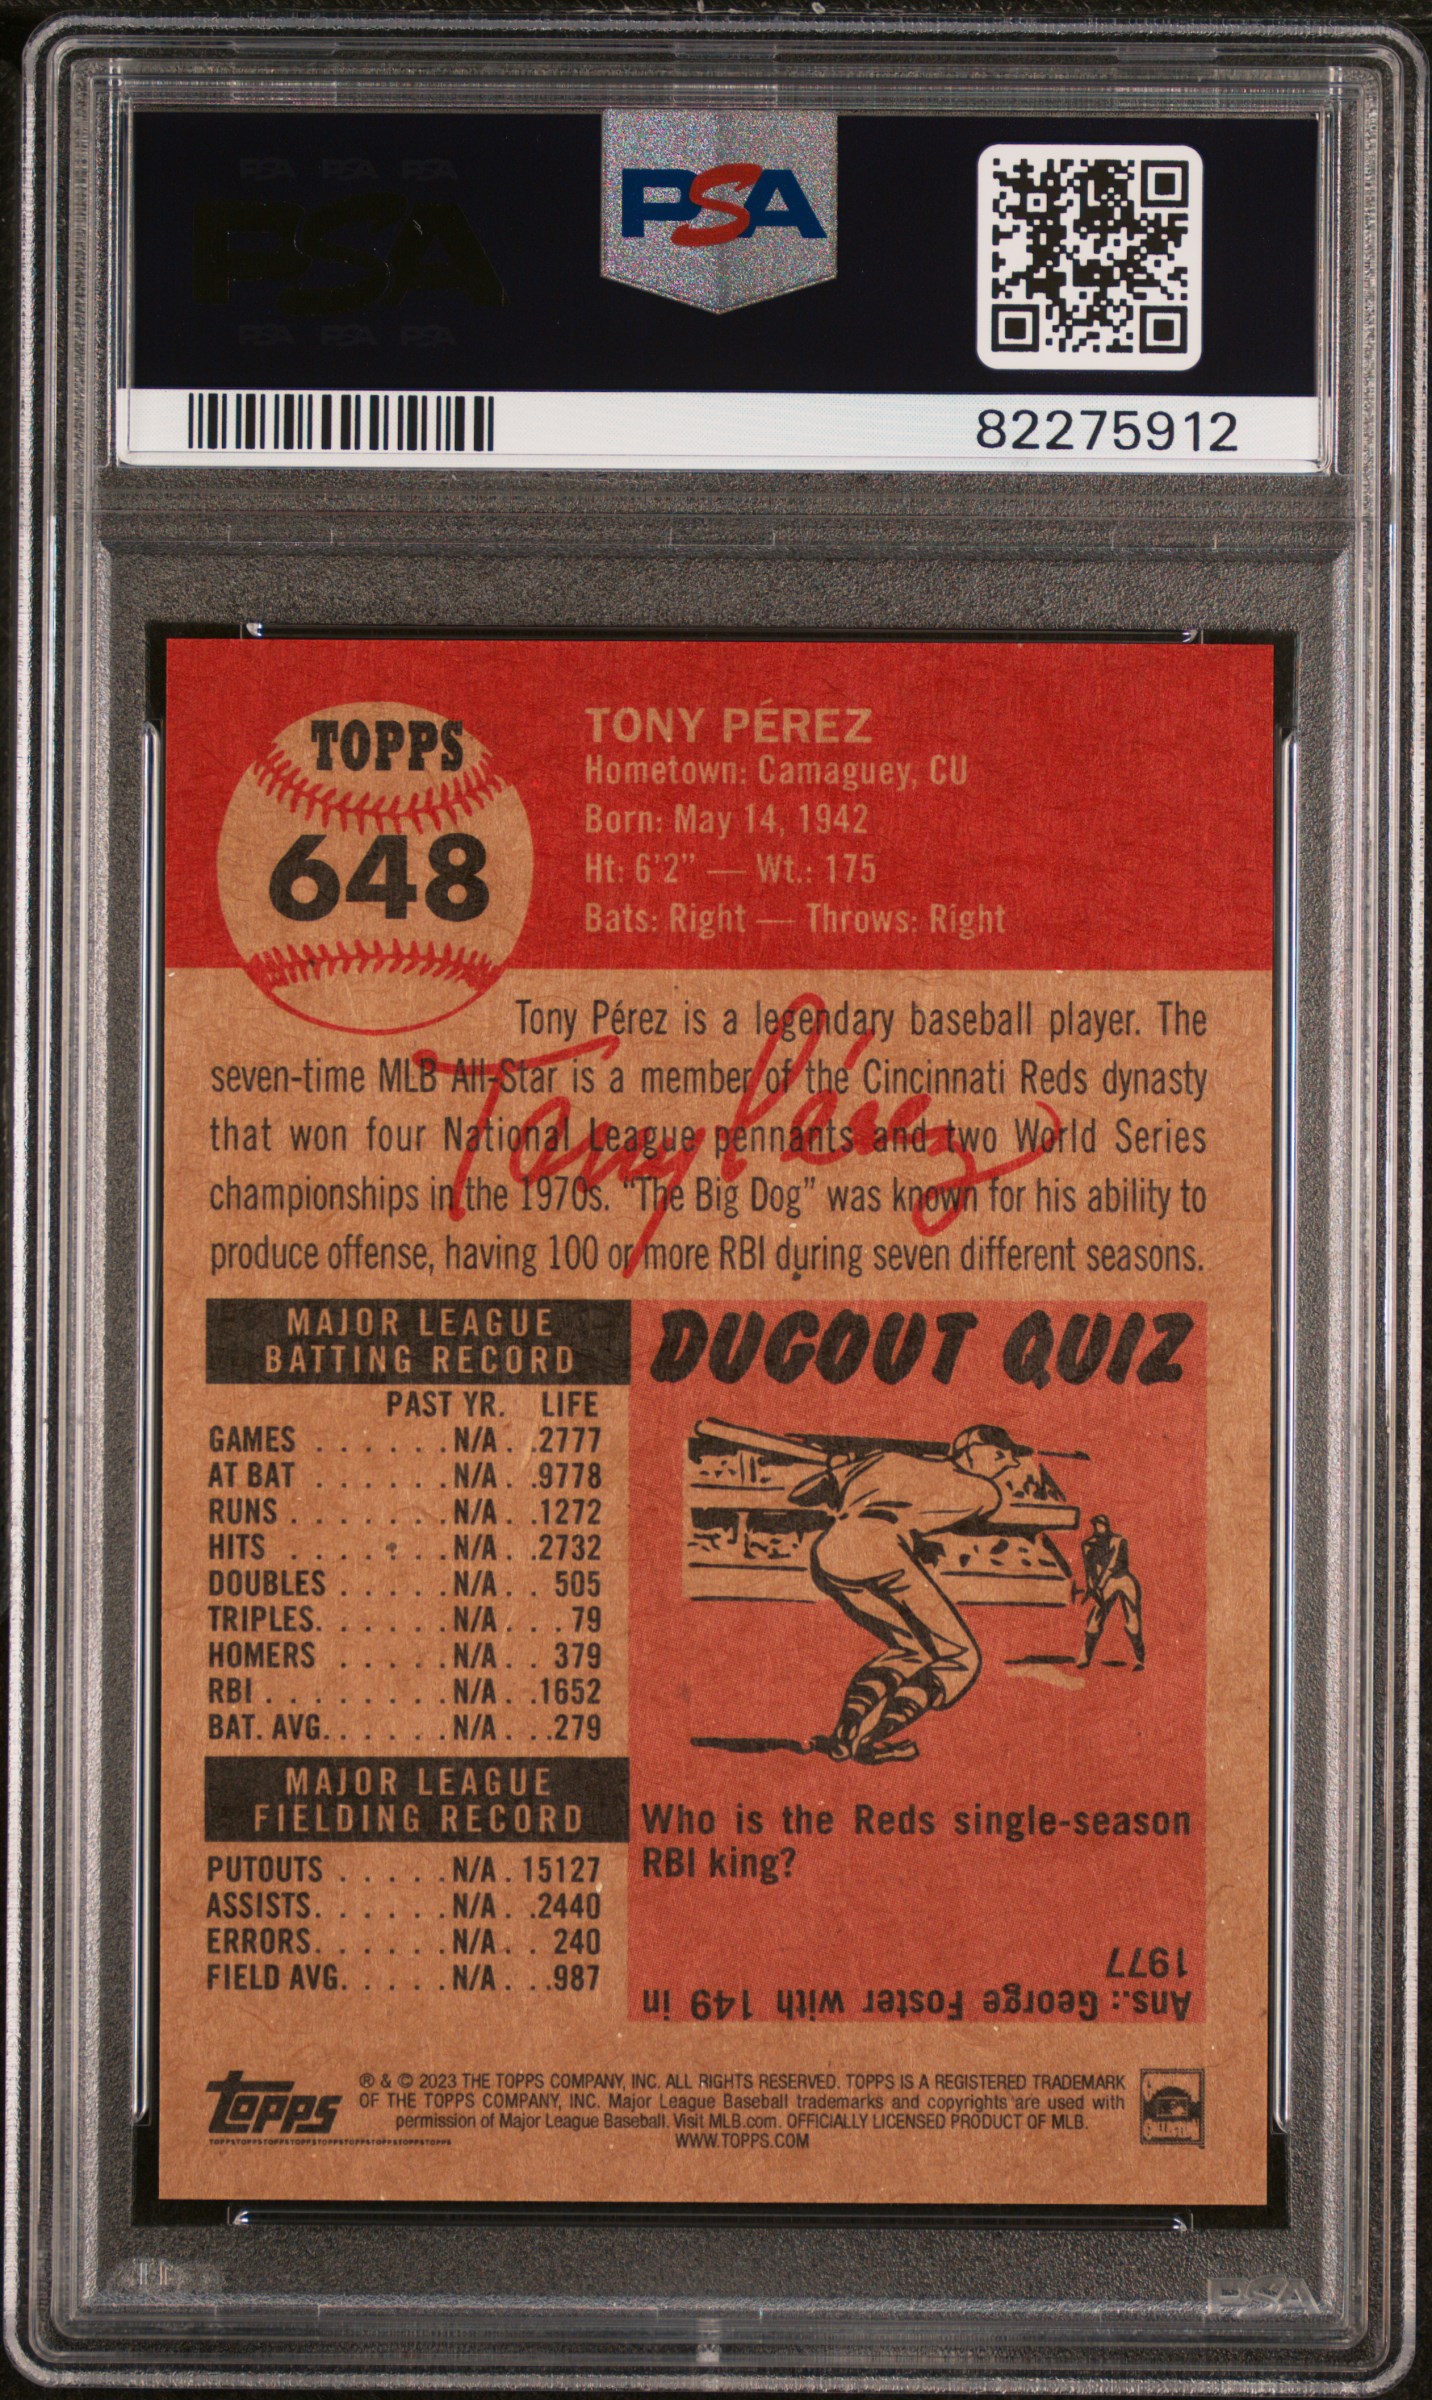 PSA PSA PSA
PSA
PSA PSA PSA
PSA
82275912
TOPPS
648
TONY PÉREZ
Hometown: Camaguey, CU
Born: May 14, 1942
Ht: 6'2" — Wt.: 175
Bats: Right — Throws: Right
Tony Pérez is a legendary baseball player. The
seven-time MLB All-Star is a member of the Cincinnati Reds dynasty
that won four National League pennants and two World Series
championships in the 1970s. "The Big Dog" was known for his ability to
produce offense, having 100 or more RBI during seven different seasons.
Tony Pérez
MAJOR LEAGUE
BATTING RECORD
PAST YR. LIFE
GAMES . . . . . . N/A . . 2777
AT BAT . . . . . . N/A . . 9778
RUNS . . . . . . . N/A . . 1272
HITS . . . . . . . N/A . . 2732
DOUBLES . . . . . N/A . . 505
TRIPLES. . . . . . N/A . . . 79
HOMERS . . . . . N/A . . 379
RBI . . . . . . . . N/A . . 1652
BAT. AVG. . . . . . N/A . . .279
MAJOR LEAGUE
FIELDING RECORD
PUTOUTS . . . . . N/A . 15127
ASSISTS. . . . . . N/A . . 2440
ERRORS. . . . . . N/A . . 240
FIELD AVG. . . . . N/A . . .987
DUGOUT QUIZ
Who is the Reds single-season
RBI king?
Ans.: George Foster with 149 in
1977
Topps
TOPPSTOPPSTOPPSTOPPSTOPPSTOPPSTOPPSTOPPS
® & © 2023 THE TOPPS COMPANY, INC. ALL RIGHTS RESERVED. TOPPS IS A REGISTERED TRADEMARK
OF THE TOPPS COMPANY, INC. Major League Baseball trademarks and copyrights are used with
permission of Major League Baseball. Visit MLB.com. OFFICIALLY LICENSED PRODUCT OF MLB.
WWW.TOPPS.COM
PSA